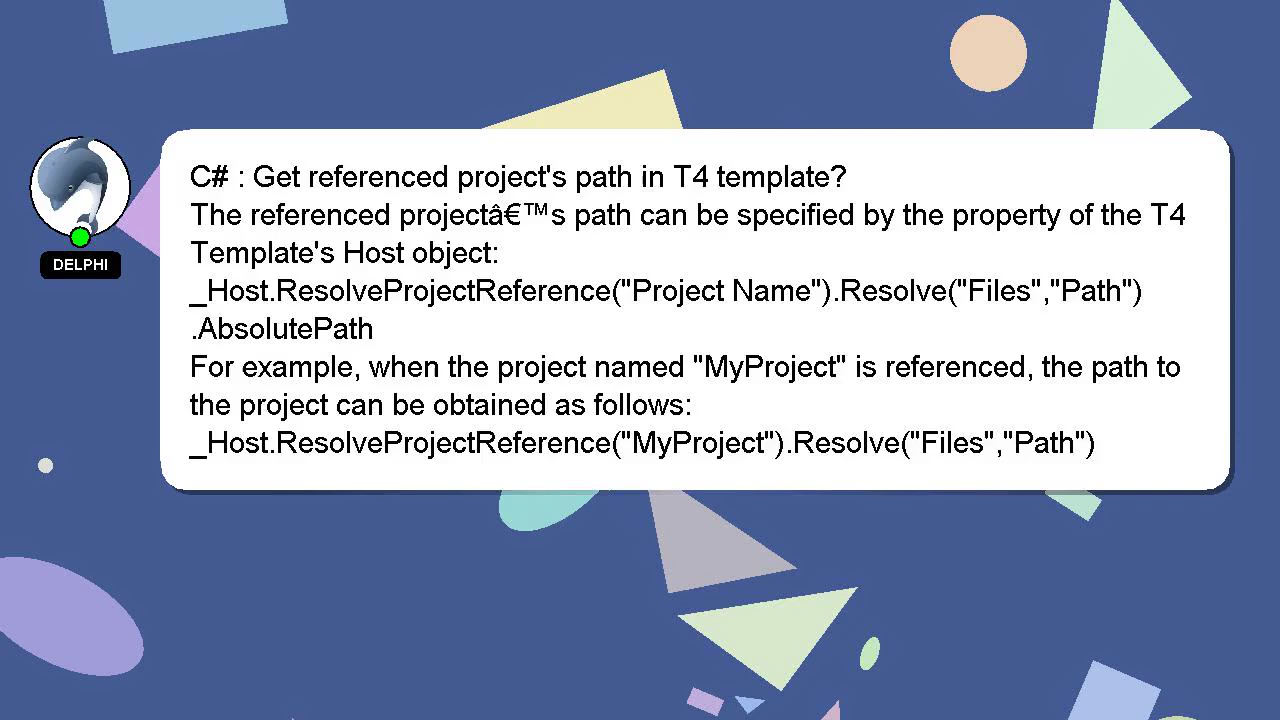 C# : Get referenced project's path in T4 template?
The referenced projectâ€™s path can be specified by the property of the T4
Template's Host object:
_Host.ResolveProjectReference("Project Name").Resolve("Files","Path")
.AbsolutePath
For example, when the project named "MyProject" is referenced, the path to
the project can be obtained as follows:
_Host.ResolveProjectReference("MyProject").Resolve("Files","Path")
DELPHI